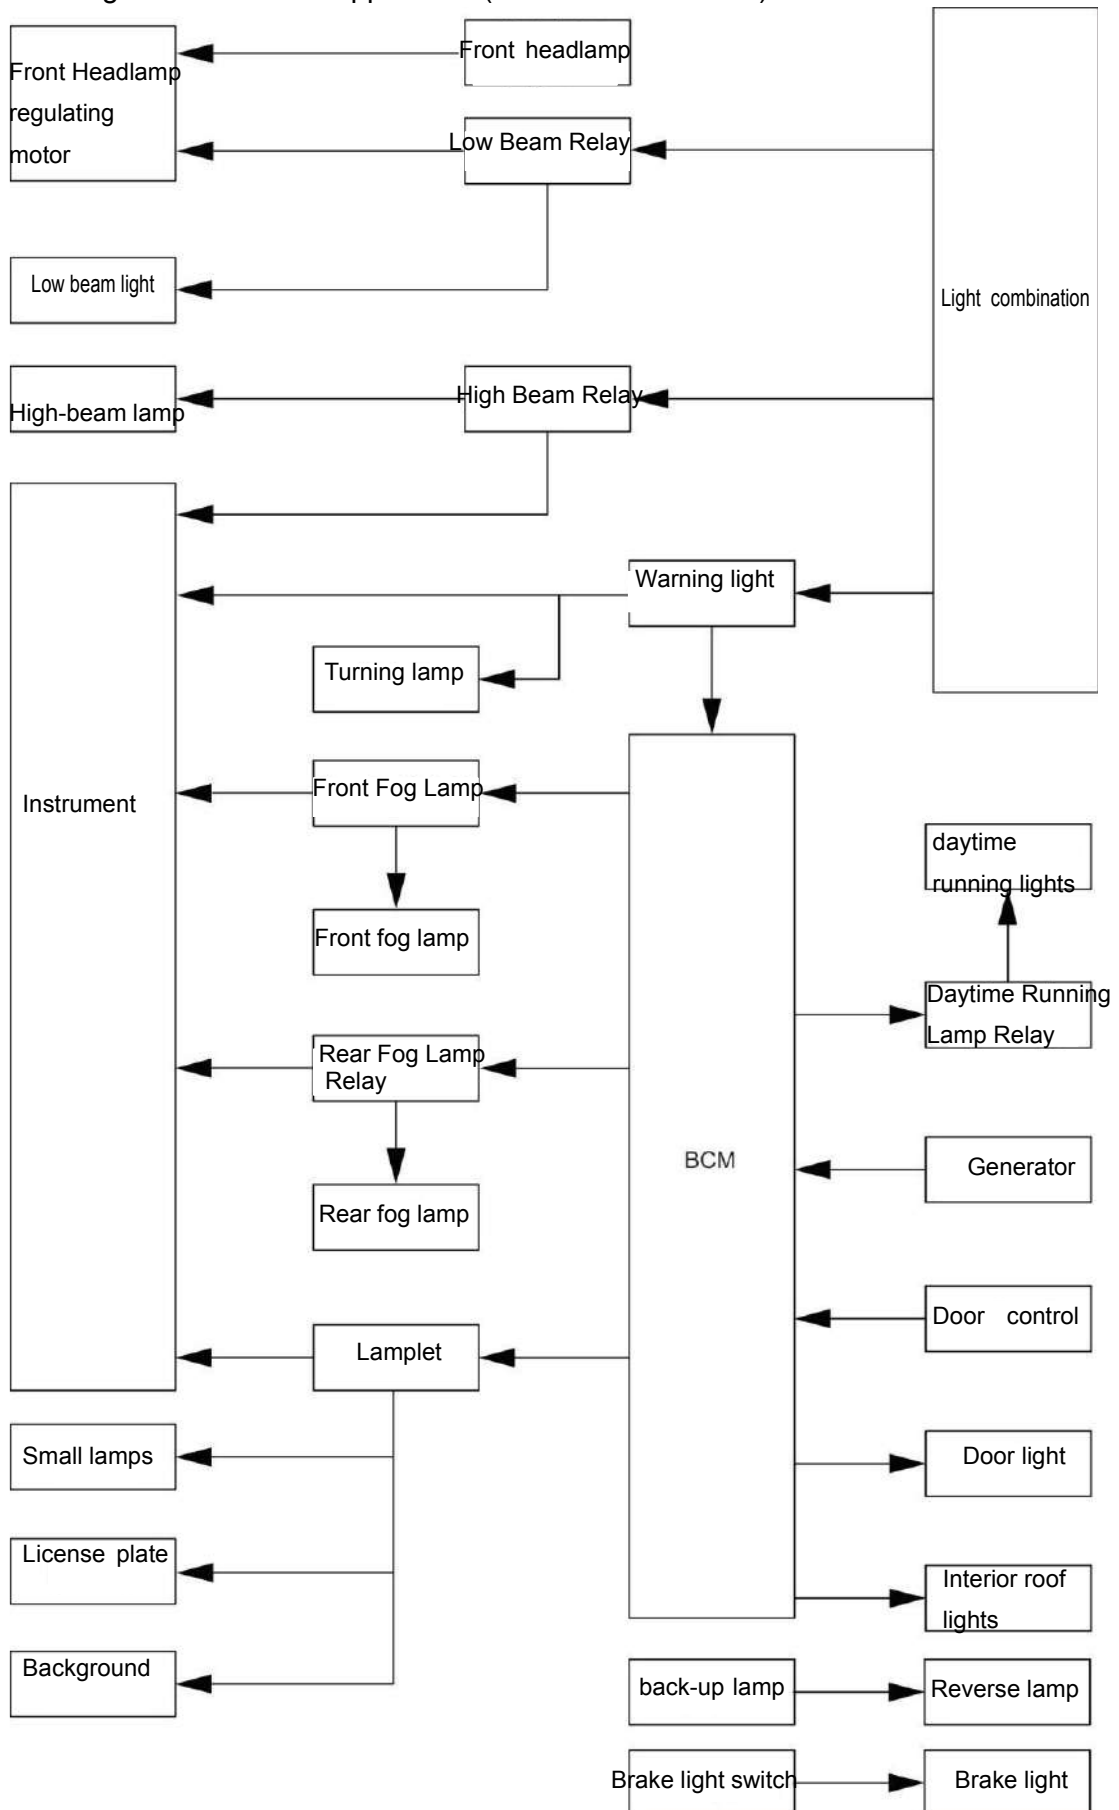 Front headlamp
Front Headlamp
regulating
motor
Low Beam Relay
Low beam light
Light combination
High Beam Relay
High-beam lamp
Warning light
Turning lamp
Front Fog Lamp
Instrument
daytime
running lights
Front fog lamp
Daytime Running
Lamp Relay
Rear Fog Lamp
Relay
BCM
Generator
Rear fog lamp
Door control
Lamplet
Small lamps
Door light
License plate
Interior roof
lights
Background
back-up lamp
Reverse lamp
Brake light switch
Brake light